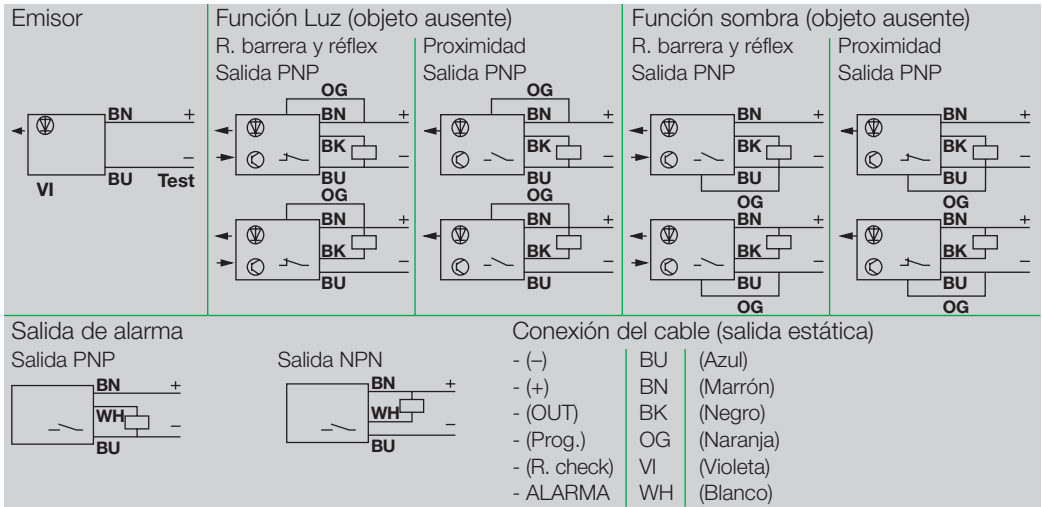 Emisor
Función Luz (objeto ausente)
Función sombra (objeto ausente)
R. barrera y réflex
Proximidad
R. barrera y réflex
Proximidad
Salida PNP
Salida PNP
Salida PNP
Salida PNP
BN +
–
BU Test
VI
OG
BN +
BK –
BU
OG
BN +
BK –
BU
BN +
BK –
BU
OG
BN +
BK –
BU
OG
OG
BN +
BK –
BU
OG
BN +
BK –
BU
BN +
BK –
BU
OG
BN +
BK –
BU
OG
Salida de alarma
Salida PNP
BN +
WH –
BU
Salida NPN
BN +
WH –
BU
Conexión del cable (salida estática)
- (–) BU (Azul)
- (+) BN (Marrón)
- (OUT) BK (Negro)
- (Prog.) OG (Naranja)
- (R. check) VI (Violeta)
- ALARMA WH (Blanco)